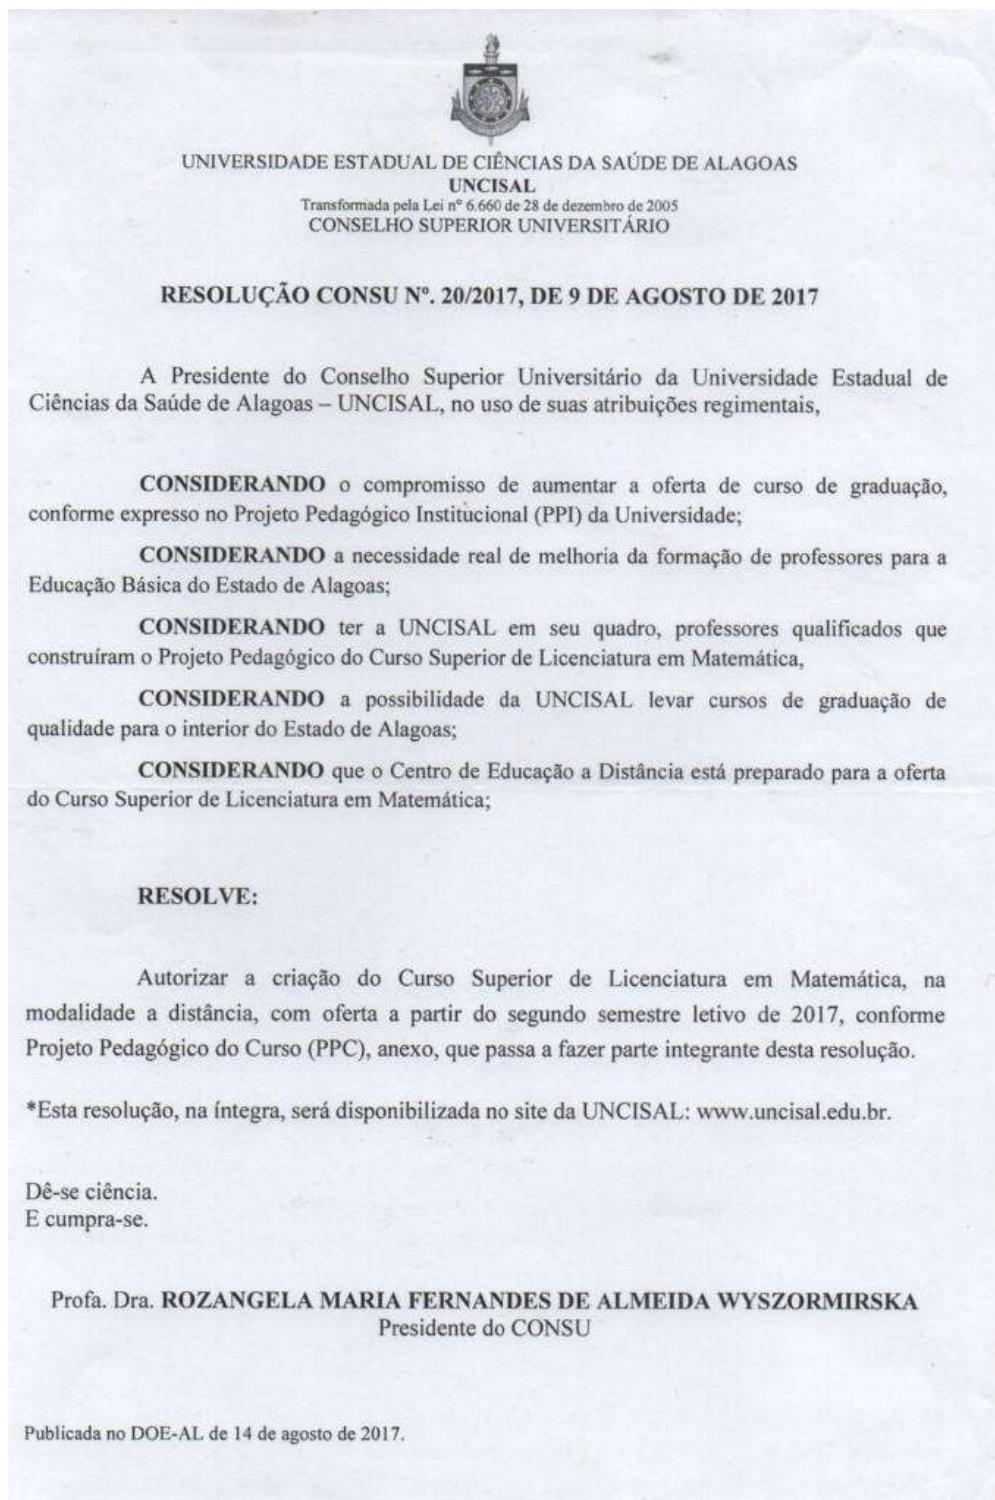 UNIVERSIDADE ESTADUAL DE CIÊNCIAS DA SAÚDE DE ALAGOAS
UNCISAL
Transformada pela Lei nº 6.660 de 28 de dezembro de 2005
CONSELHO SUPERIOR UNIVERSITÁRIO
RESOLUÇÃO CONSU Nº. 20/2017, DE 9 DE AGOSTO DE 2017
A Presidente do Conselho Superior Universitário da Universidade Estadual de
Ciências da Saúde de Alagoas – UNCISAL, no uso de suas atribuições regimentais,
CONSIDERANDO o compromisso de aumentar a oferta de curso de graduação,
conforme expresso no Projeto Pedagógico Institucional (PPI) da Universidade;
CONSIDERANDO a necessidade real de melhoria da formação de professores para a
Educação Básica do Estado de Alagoas;
CONSIDERANDO ter a UNCISAL em seu quadro, professores qualificados que
construíram o Projeto Pedagógico do Curso Superior de Licenciatura em Matemática,
CONSIDERANDO a possibilidade da UNCISAL levar cursos de graduação de
qualidade para o interior do Estado de Alagoas;
CONSIDERANDO que o Centro de Educação a Distância está preparado para a oferta
do Curso Superior de Licenciatura em Matemática;
RESOLVE:
Autorizar a criação do Curso Superior de Licenciatura em Matemática, na
modalidade a distância, com oferta a partir do segundo semestre letivo de 2017, conforme
Projeto Pedagógico do Curso (PPC), anexo, que passa a fazer parte integrante desta resolução.
*Esta resolução, na íntegra, será disponibilizada no site da UNCISAL: www.uncisal.edu.br.
Dê-se ciência.
E cumpra-se.
Profa. Dra. ROZANGELA MARIA FERNANDES DE ALMEIDA WYSZORMIRSKA
Presidente do CONSU
Publicada no DOE-AL de 14 de agosto de 2017.